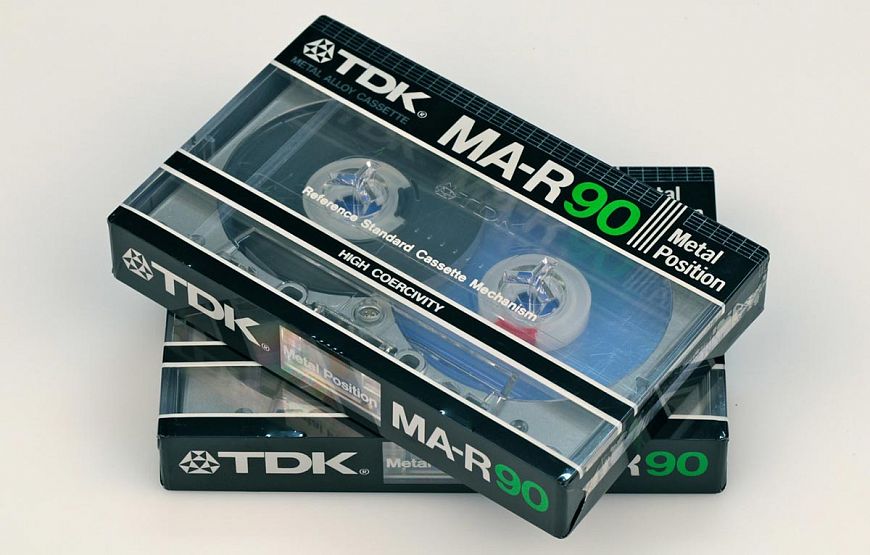 TDK®
METAL ALLOY CASSETTE
MA-R90
Metal
Position
TDK
Reference Standard Cassette Mechanism
HIGH COERCIVITY
TDK®
Metal Position
MA-R90
TDK®
Metal
-R90